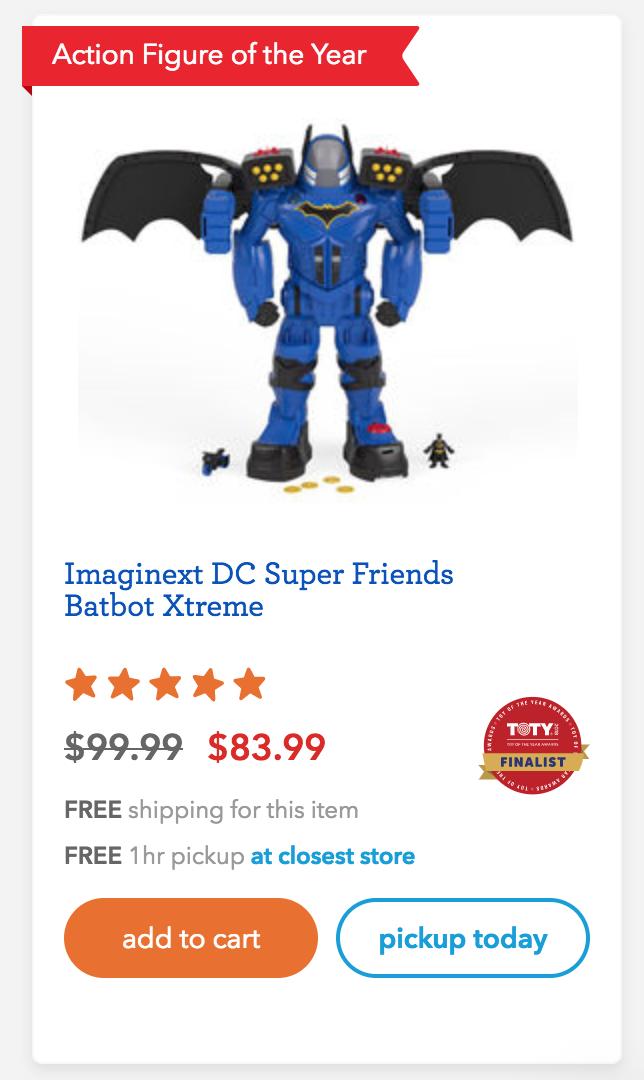 Action Figure of the Year
Imaginext DC Super Friends
Batbot Xtreme
$99.99 $83.99
TOTY
FINALIST
FREE shipping for this item
FREE 1hr pickup at closest store
add to cart
pickup today